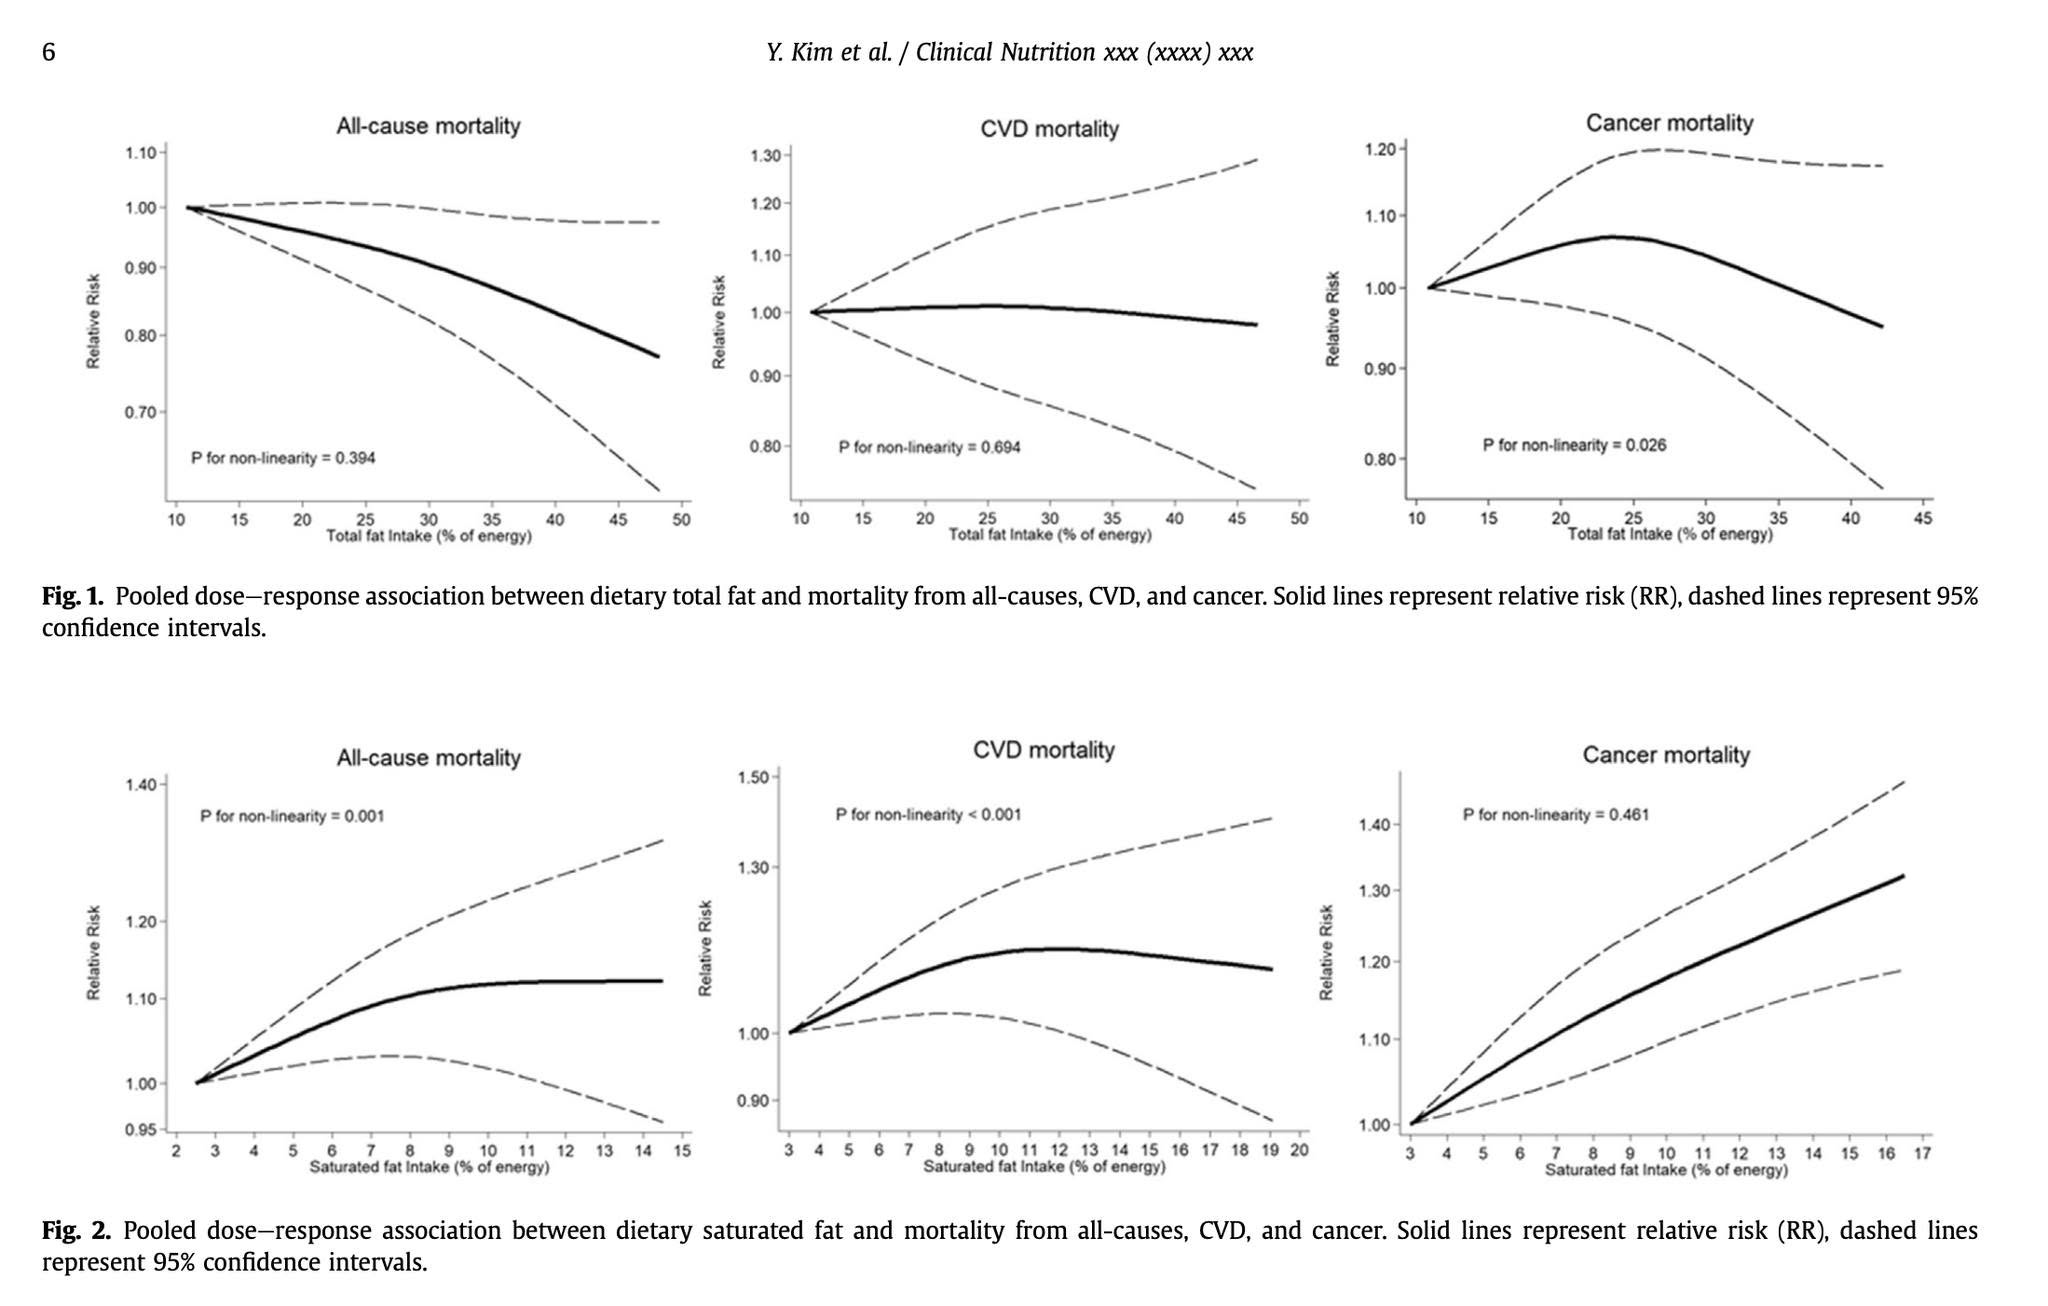 6
Y. Kim et al. / Clinical Nutrition xxx (xxxx) xxx
All-cause mortality
1.10
1.00
0.90
0.80
0.70
Relative Risk
P for non-linearity = 0.394
10 15 20 25 30 35 40 45 50
Total fat Intake (% of energy)
CVD mortality
1.30
1.20
1.10
1.00
0.90
0.80
Relative Risk
P for non-linearity = 0.694
10 15 20 25 30 35 40 45 50
Total fat Intake (% of energy)
Cancer mortality
1.20
1.10
1.00
0.90
0.80
Relative Risk
P for non-linearity = 0.026
10 15 20 25 30 35 40 45
Total fat Intake (% of energy)
Fig. 1. Pooled dose–response association between dietary total fat and mortality from all-causes, CVD, and cancer. Solid lines represent relative risk (RR), dashed lines represent 95%
confidence intervals.
All-cause mortality
1.40
1.20
1.10
1.00
0.95
Relative Risk
P for non-linearity = 0.001
2 3 4 5 6 7 8 9 10 11 12 13 14 15
Saturated fat Intake (% of energy)
CVD mortality
1.50
1.30
1.00
0.90
Relative Risk
P for non-linearity < 0.001
3 4 5 6 7 8 9 10 11 12 13 14 15 16 17 18 19 20
Saturated fat Intake (% of energy)
Cancer mortality
1.40
1.30
1.20
1.10
1.00
Relative Risk
P for non-linearity = 0.461
3 4 5 6 7 8 9 10 11 12 13 14 15 16 17
Saturated fat Intake (% of energy)
Fig. 2. Pooled dose–response association between dietary saturated fat and mortality from all-causes, CVD, and cancer. Solid lines represent relative risk (RR), dashed lines
represent 95% confidence intervals.